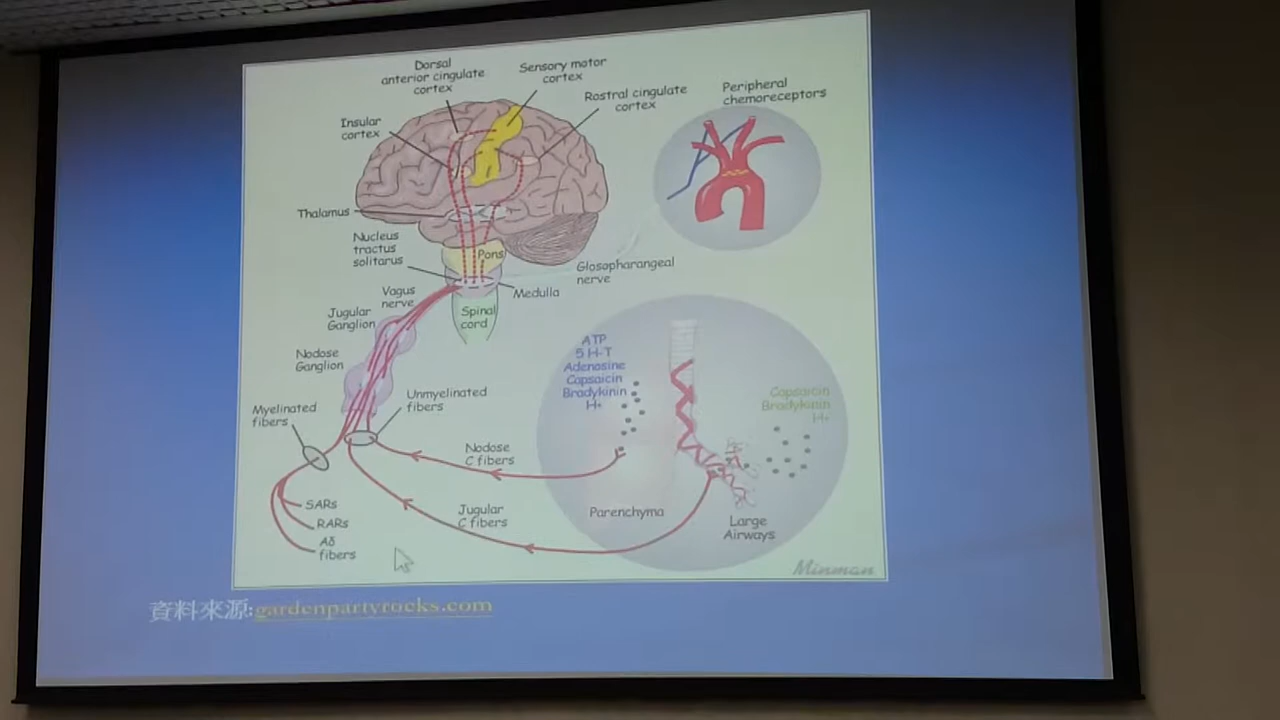 Dorsal
anterior cingulate
cortex
Sensory motor
cortex
Rostral cingulate
cortex
Peripheral
chemoreceptors
Insular
cortex
Thalamus
Nucleus
tractus
solitarus
Pons
Glosopharangeal
nerve
Medulla
Vagus
nerve
Spinal
cord
Jugular
Ganglion
Nodose
Ganglion
Myelinated
fibers
Unmyelinated
fibers
ATP
5 H-T
Adenosine
Capsaicin
Bradykinin
H+
Capsaicin
Bradykinin
H+
Nodose
C fibers
Jugular
C fibers
Parenchyma
Large
Airways
SARs
RARs
Aδ
fibers
Minman
資料來源:gardenpartyrocks.com